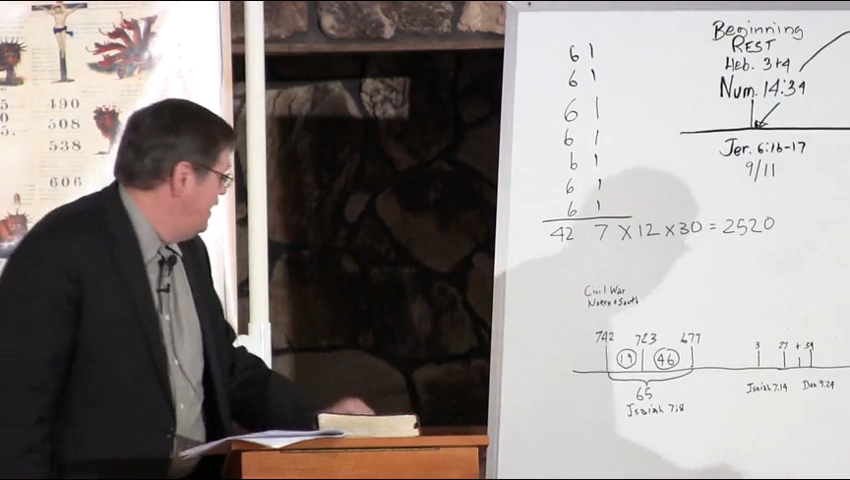 490
508
538
606
6 1
6 1
6 1
6 1
6 1
6 1
6 1
42 7 X 12 X 30 = 2520
Beginning
REST
Heb. 3+4
Num. 14:34
Jer. 6:16-17
9/11
Civil War
North & South
742 723 677
19 46
65
Isaiah 7:8
3 27 + 34
Isaiah 7:14 Dan 9:24